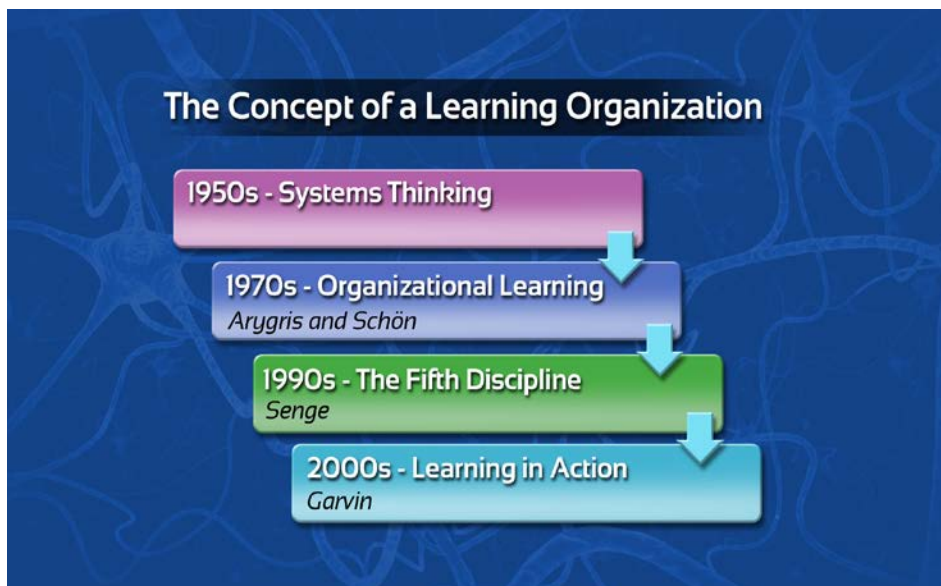 The Concept of a Learning Organization
1950s - Systems Thinking
1970s - Organizational Learning
Arygris and Schön
1990s - The Fifth Discipline
Senge
2000s - Learning in Action
Garvin